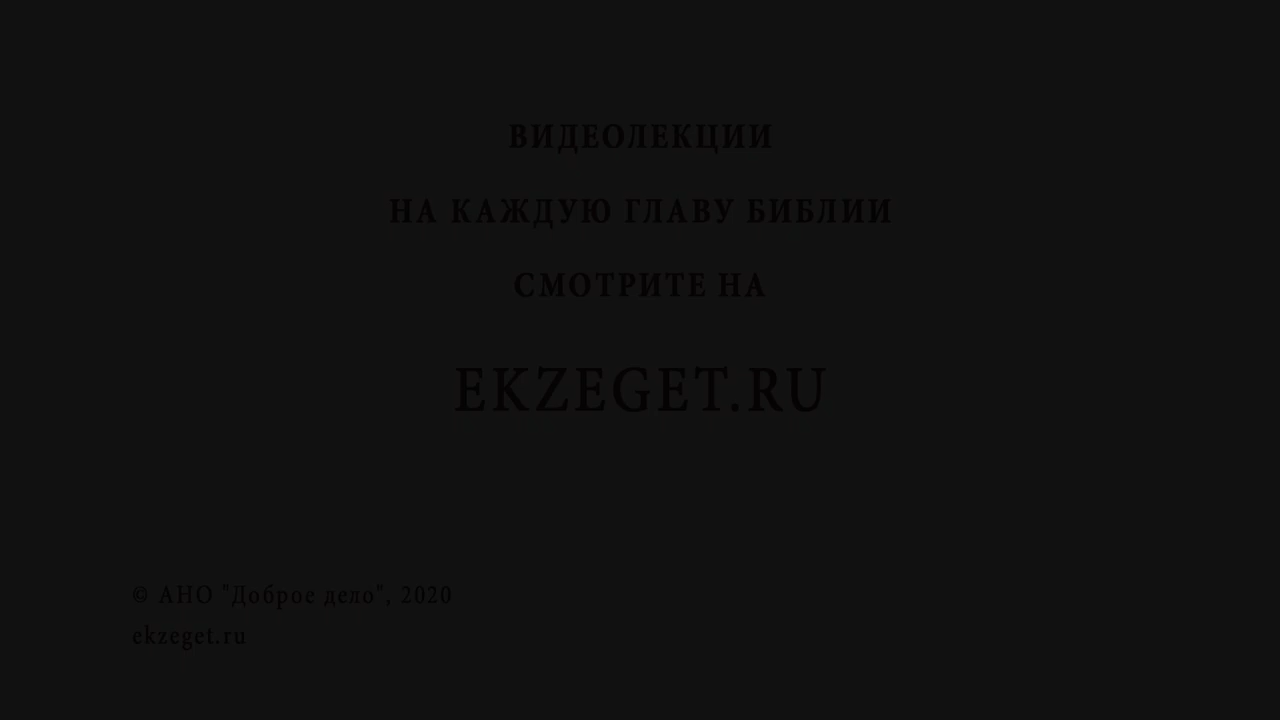 ВИДЕОЛЕКЦИИ
НА КАЖДУЮ ГЛАВУ БИБЛИИ
СМОТРИТЕ НА
EKZEGET.RU
© АНО "Доброе дело", 2020
ekzeget.ru